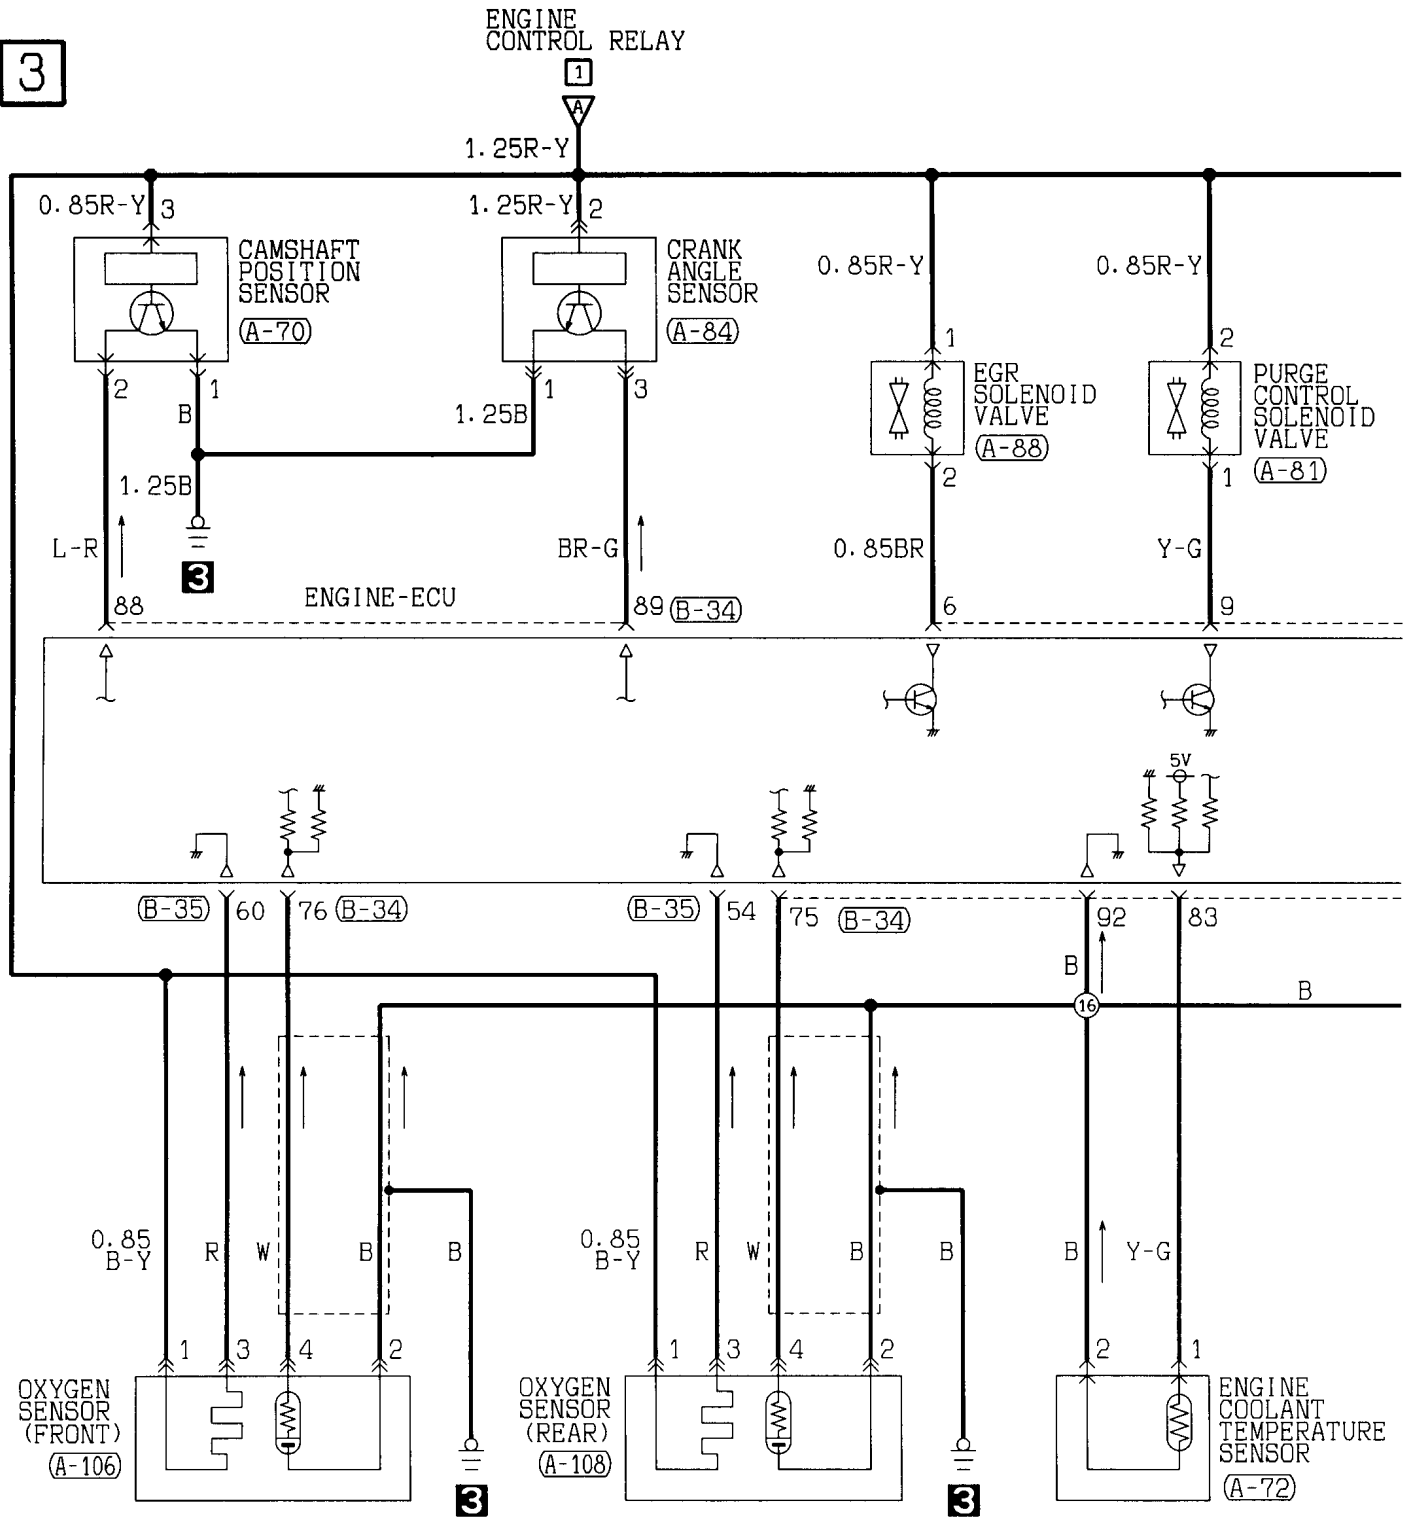 ENGINE
CONTROL RELAY
3
1
A
1.25R-Y
0.85R-Y 3
1.25R-Y 2
CAMSHAFT
POSITION
SENSOR
(A-70)
CRANK
ANGLE
SENSOR
(A-84)
0.85R-Y
0.85R-Y
1
2
EGR
SOLENOID
VALVE
(A-88)
PURGE
CONTROL
SOLENOID
VALVE
(A-81)
2
1
B
1.25B
1
3
2
1
1.25B
L-R
3
BR-G
0.85BR
Y-G
88
ENGINE-ECU
89 (B-34)
6
9
5V
(B-35) 60
76 (B-34)
(B-35) 54
75 (B-34)
92
83
B
16
B
0.85
B-Y
R
W
B
B
0.85
B-Y
R
W
B
B
B
Y-G
1
3
4
2
1
3
4
2
2
1
OXYGEN
SENSOR
(FRONT)
(A-106)
3
OXYGEN
SENSOR
(REAR)
(A-108)
3
ENGINE
COOLANT
TEMPERATURE
SENSOR
(A-72)